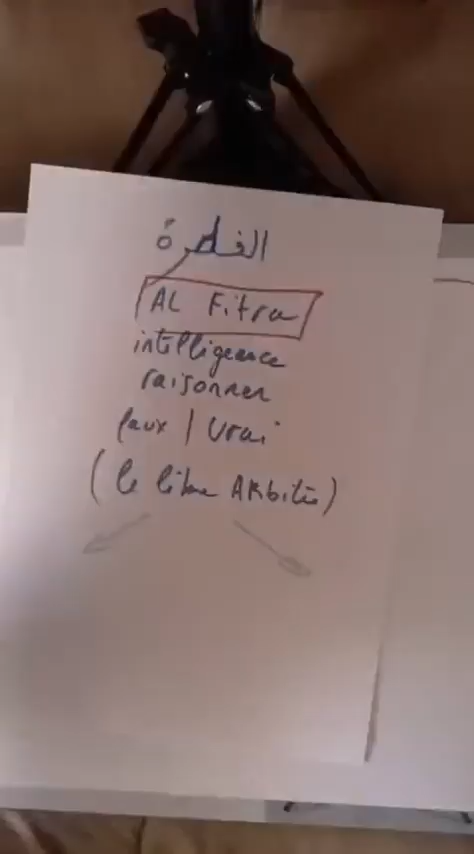 الفطرة
AL Fitra
intelligence
raisonner
faux | Vrai
(le libre ARbitre)